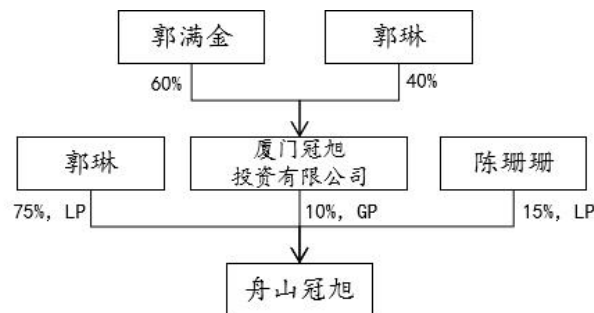 郭满金
郭琳
60%
40%
郭琳
厦门冠旭
投资有限公司
陈珊珊
75%, LP
10%, GP
15%, LP
舟山冠旭